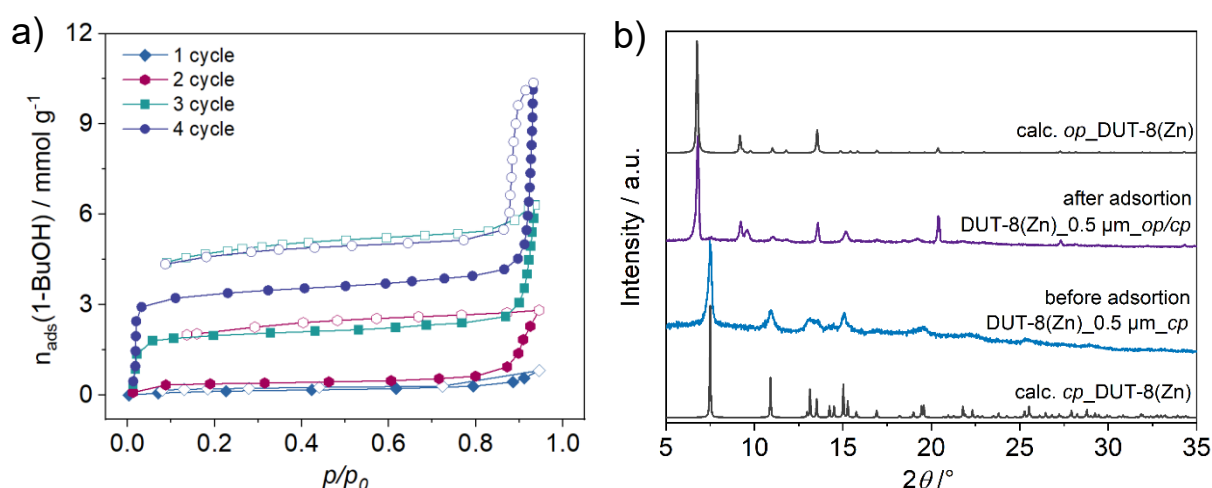 a)
1 cycle
2 cycle
3 cycle
4 cycle
n_ads(1-BuOH) / mmol g⁻¹
12
9
6
3
0
0.0 0.2 0.4 0.6 0.8 1.0
p/p₀
b)
calc. op_DUT-8(Zn)
after adsortion
DUT-8(Zn)_0.5 µm_op/cp
before adsorption
DUT-8(Zn)_0.5 µm_cp
calc. cp_DUT-8(Zn)
Intensity / a.u.
5 10 15 20 25 30 35
2θ /°